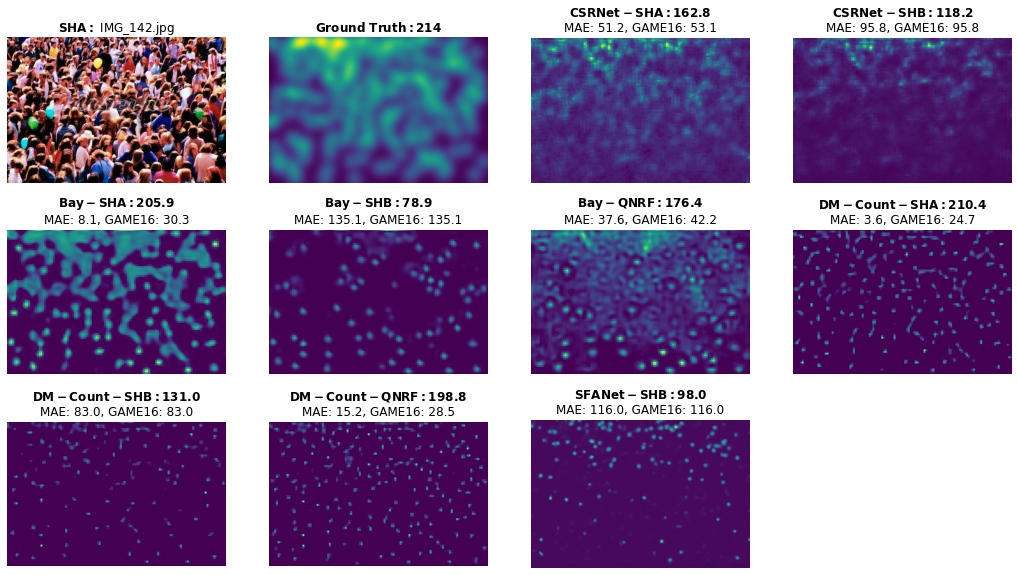 SHA: IMG_142.jpg
Ground Truth:214
CSRNet−SHA:162.8
MAE: 51.2, GAME16: 53.1
CSRNet−SHB:118.2
MAE: 95.8, GAME16: 95.8
Bay−SHA:205.9
MAE: 8.1, GAME16: 30.3
Bay−SHB:78.9
MAE: 135.1, GAME16: 135.1
Bay−QNRF:176.4
MAE: 37.6, GAME16: 42.2
DM−Count−SHA:210.4
MAE: 3.6, GAME16: 24.7
DM−Count−SHB:131.0
MAE: 83.0, GAME16: 83.0
DM−Count−QNRF:198.8
MAE: 15.2, GAME16: 28.5
SFANet−SHB:98.0
MAE: 116.0, GAME16: 116.0